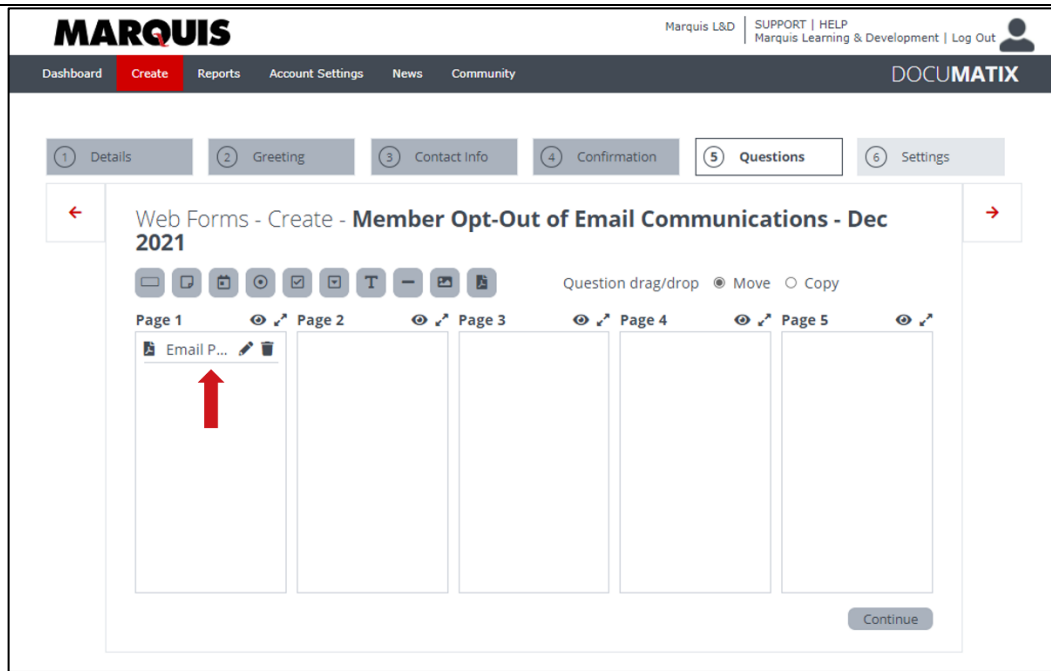 MARQUIS
Marquis L&D
SUPPORT | HELP
Marquis Learning & Development | Log Out
Dashboard Create Reports Account Settings News Community
DOCUMATIX
1 Details 2 Greeting 3 Contact Info 4 Confirmation 5 Questions 6 Settings
Web Forms - Create - Member Opt-Out of Email Communications - Dec
2021
T Question drag/drop Move Copy
Page 1 Page 2 Page 3 Page 4 Page 5
Email P...
Continue